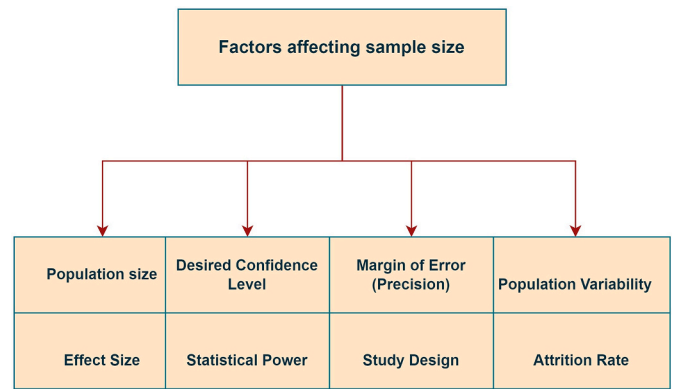 Factors affecting sample size
Population size
Desired Confidence
Level
Margin of Error
(Precision)
Population Variability
Effect Size
Statistical Power
Study Design
Attrition Rate